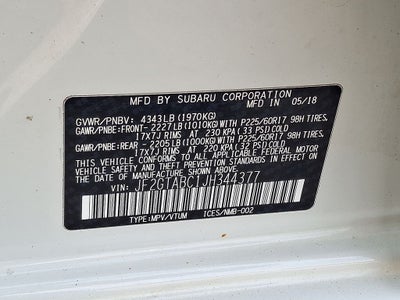 MFD BY SUBARU CORPORATION
GVWR/PNBV: 4343LB (1970KG) MADE IN 05/18
GAWR/PNBE:FRONT- 2227LB(1010KG)WITH P225/60R17 98H TIRES,
17X7J RIMS, AT 230 KPA( 33 PSI)COLD
GAWR/PNBE:REAR - 2205LB(1000KG)WITH P225/60R17 98H TIRES,
17X7J RIMS, AT 220 KPA( 32 PSI)COLD
THIS VEHICLE CONFORMS TO ALL APPLICABLE FEDERAL MOTOR
VEHICLE SAFETY AND THEFT PREVENTION STANDARDS
IN EFFECT ON THE DATE OF MANUFACTURE SHOWN ABOVE.
VIN: JF2GTABC1JH344377
TYPE:MPV/VTUM ICES/NMB-002